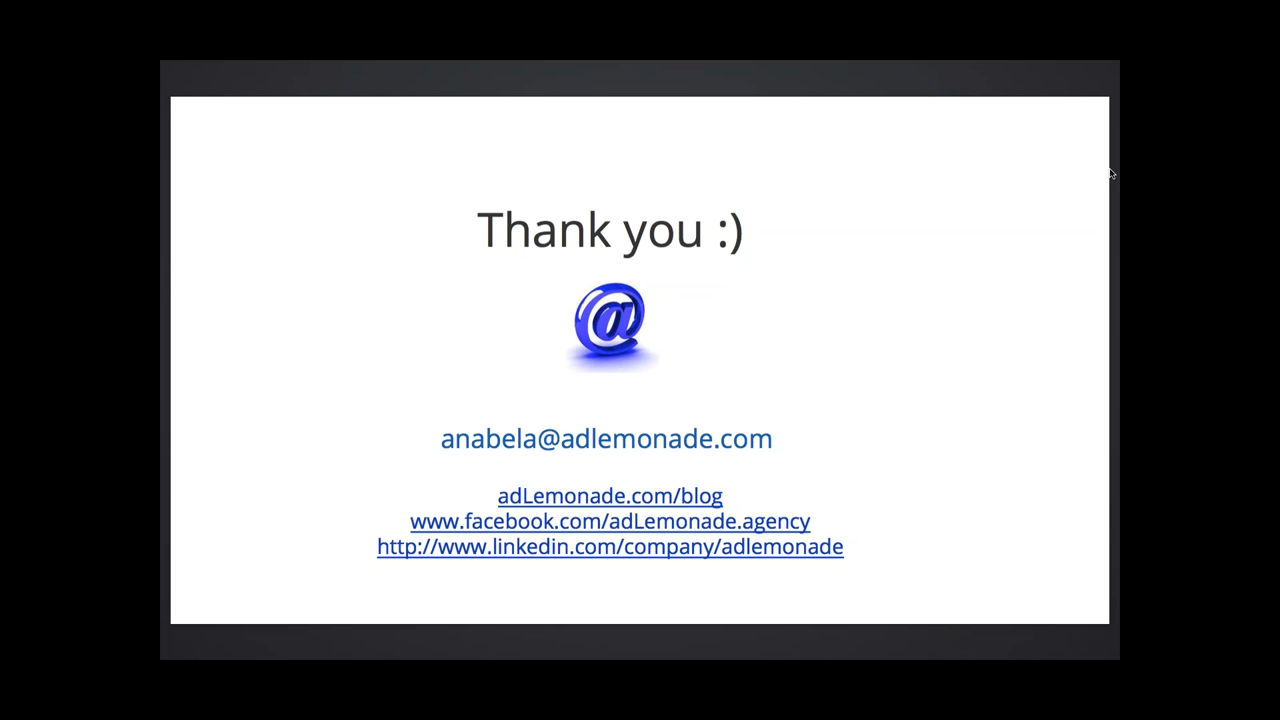 Thank you :)
@
anabela@adlemonade.com
adLemonade.com/blog
www.facebook.com/adLemonade.agency
http://www.linkedin.com/company/adlemonade